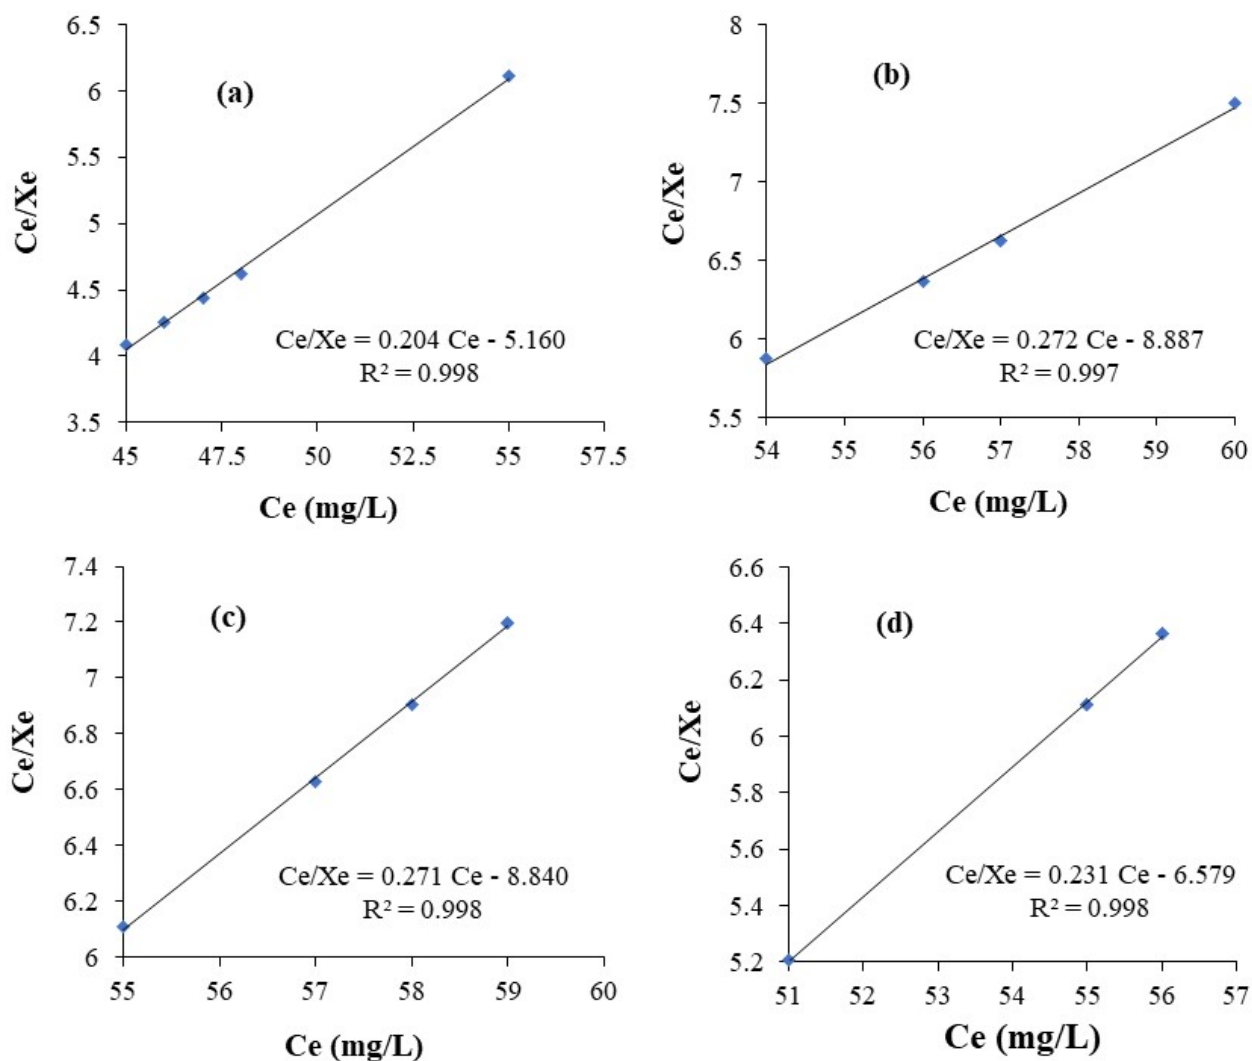 6.5
6
5.5
5
4.5
4
3.5
Ce/Xe
(a)
Ce/Xe = 0.204 Ce - 5.160
R² = 0.998
45 47.5 50 52.5 55 57.5
Ce (mg/L)
8
7.5
7
6.5
6
5.5
Ce/Xe
(b)
Ce/Xe = 0.272 Ce - 8.887
R² = 0.997
54 55 56 57 58 59 60
Ce (mg/L)
7.4
7.2
7
6.8
6.6
6.4
6.2
6
Ce/Xe
(c)
Ce/Xe = 0.271 Ce - 8.840
R² = 0.998
55 56 57 58 59 60
Ce (mg/L)
6.6
6.4
6.2
6
5.8
5.6
5.4
5.2
Ce/Xe
(d)
Ce/Xe = 0.231 Ce - 6.579
R² = 0.998
51 52 53 54 55 56 57
Ce (mg/L)